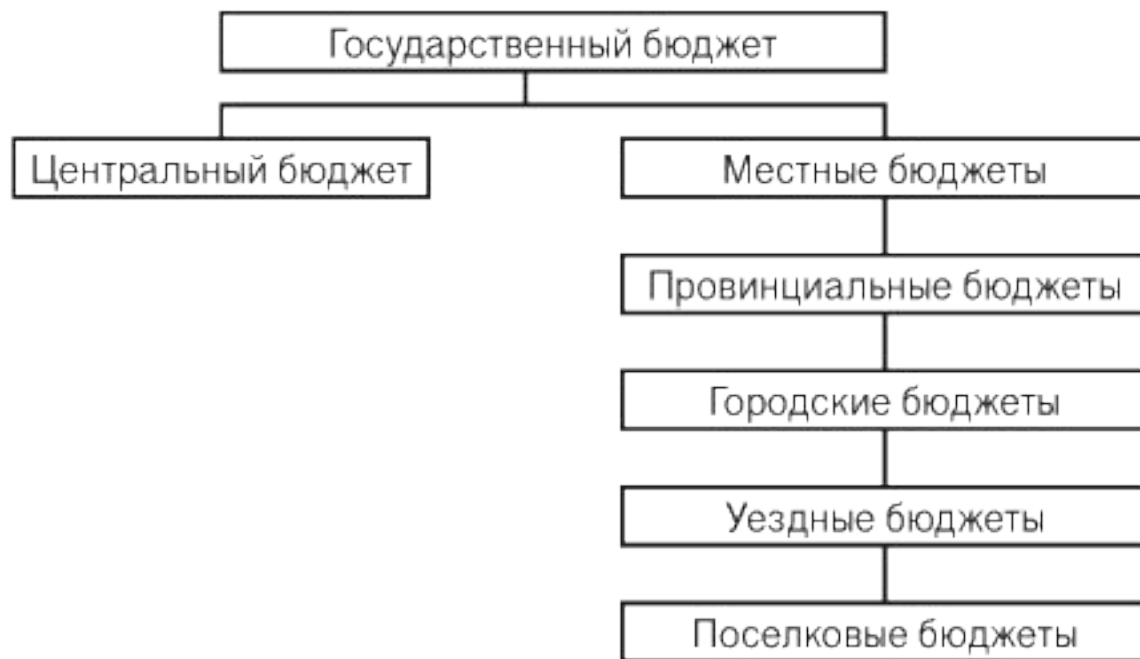 Государственный бюджет
Центральный бюджет
Местные бюджеты
Провинциальные бюджеты
Городские бюджеты
Уездные бюджеты
Поселковые бюджеты